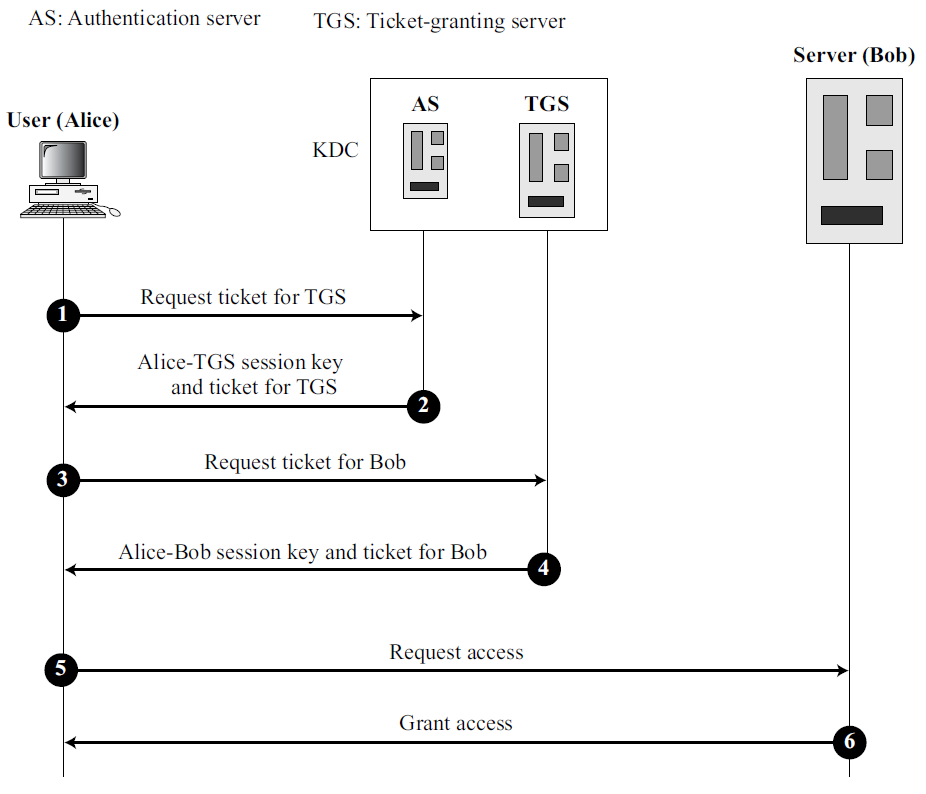 AS: Authentication server
TGS: Ticket-granting server
Server (Bob)
User (Alice)
KDC
AS
TGS
1
Request ticket for TGS
Alice-TGS session key
and ticket for TGS
2
3
Request ticket for Bob
Alice-Bob session key and ticket for Bob
4
5
Request access
Grant access
6